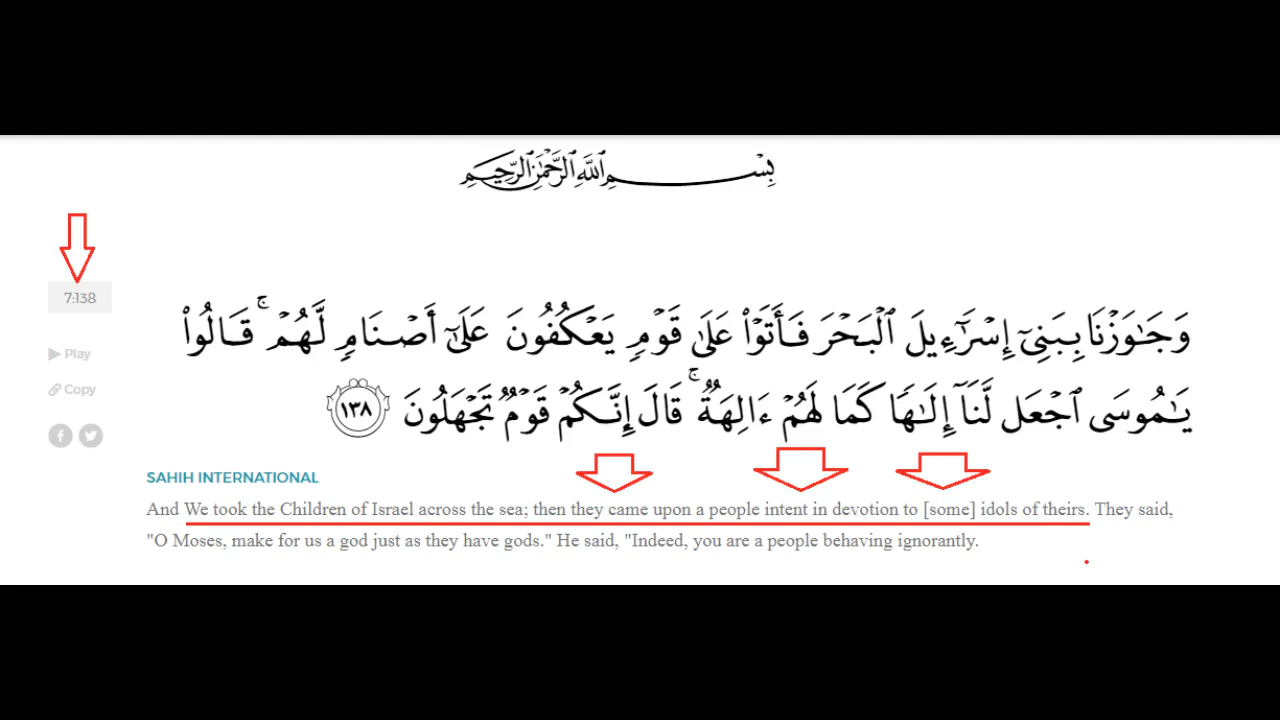 بِسْمِ ٱللَّهِ ٱلرَّحْمَٰنِ ٱلرَّحِيمِ
7:138
وَجَـٰوَزْنَا بِبَنِىٓ إِسْرَٰٓءِيلَ ٱلْبَحْرَ فَأَتَوْا۟ عَلَىٰ قَوْمٍ يَعْكُفُونَ عَلَىٰٓ أَصْنَامٍ لَّهُمْ ۚ قَالُوا۟
Play
Copy
يَـٰمُوسَى ٱجْعَل لَّنَآ إِلَـٰهًا كَمَا لَهُمْ ءَالِهَةٌ ۚ قَالَ إِنَّكُمْ قَوْمٌ تَجْهَلُونَ ١٣٨
SAHIH INTERNATIONAL
And We took the Children of Israel across the sea; then they came upon a people intent in devotion to [some] idols of theirs. They said,
"O Moses, make for us a god just as they have gods." He said, "Indeed, you are a people behaving ignorantly.